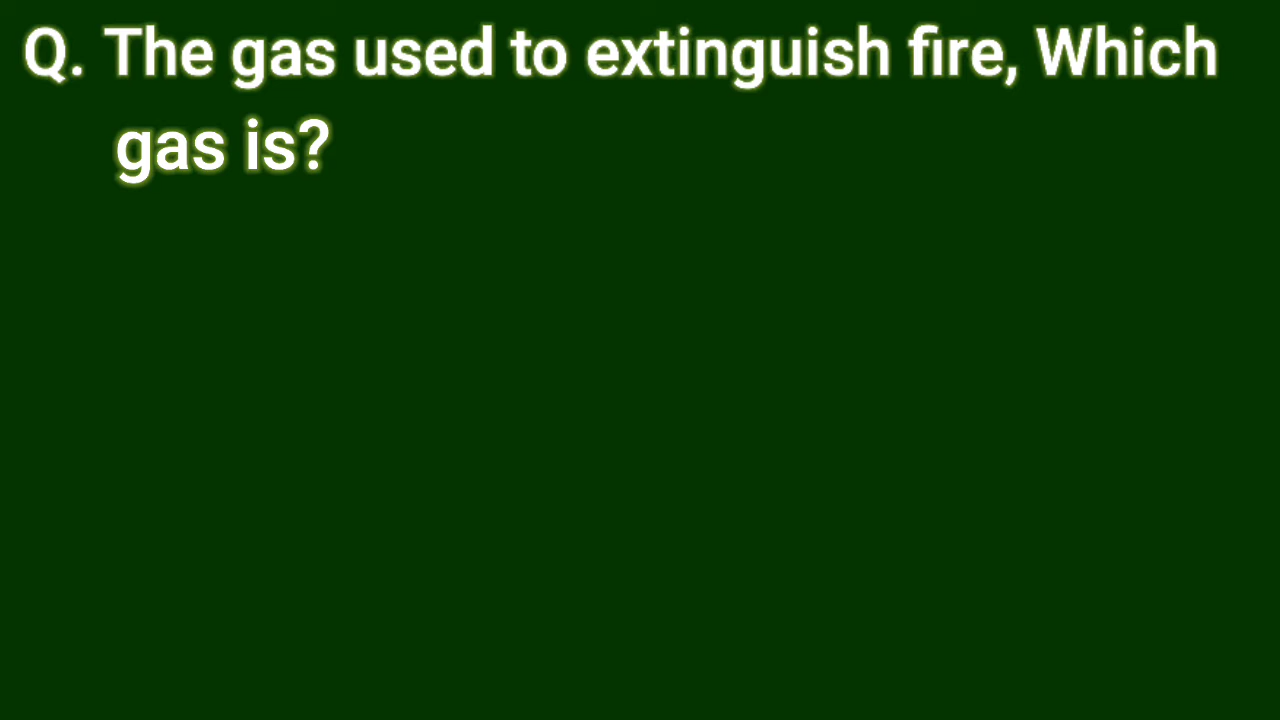 Q. The gas used to extinguish fire, Which
gas is?